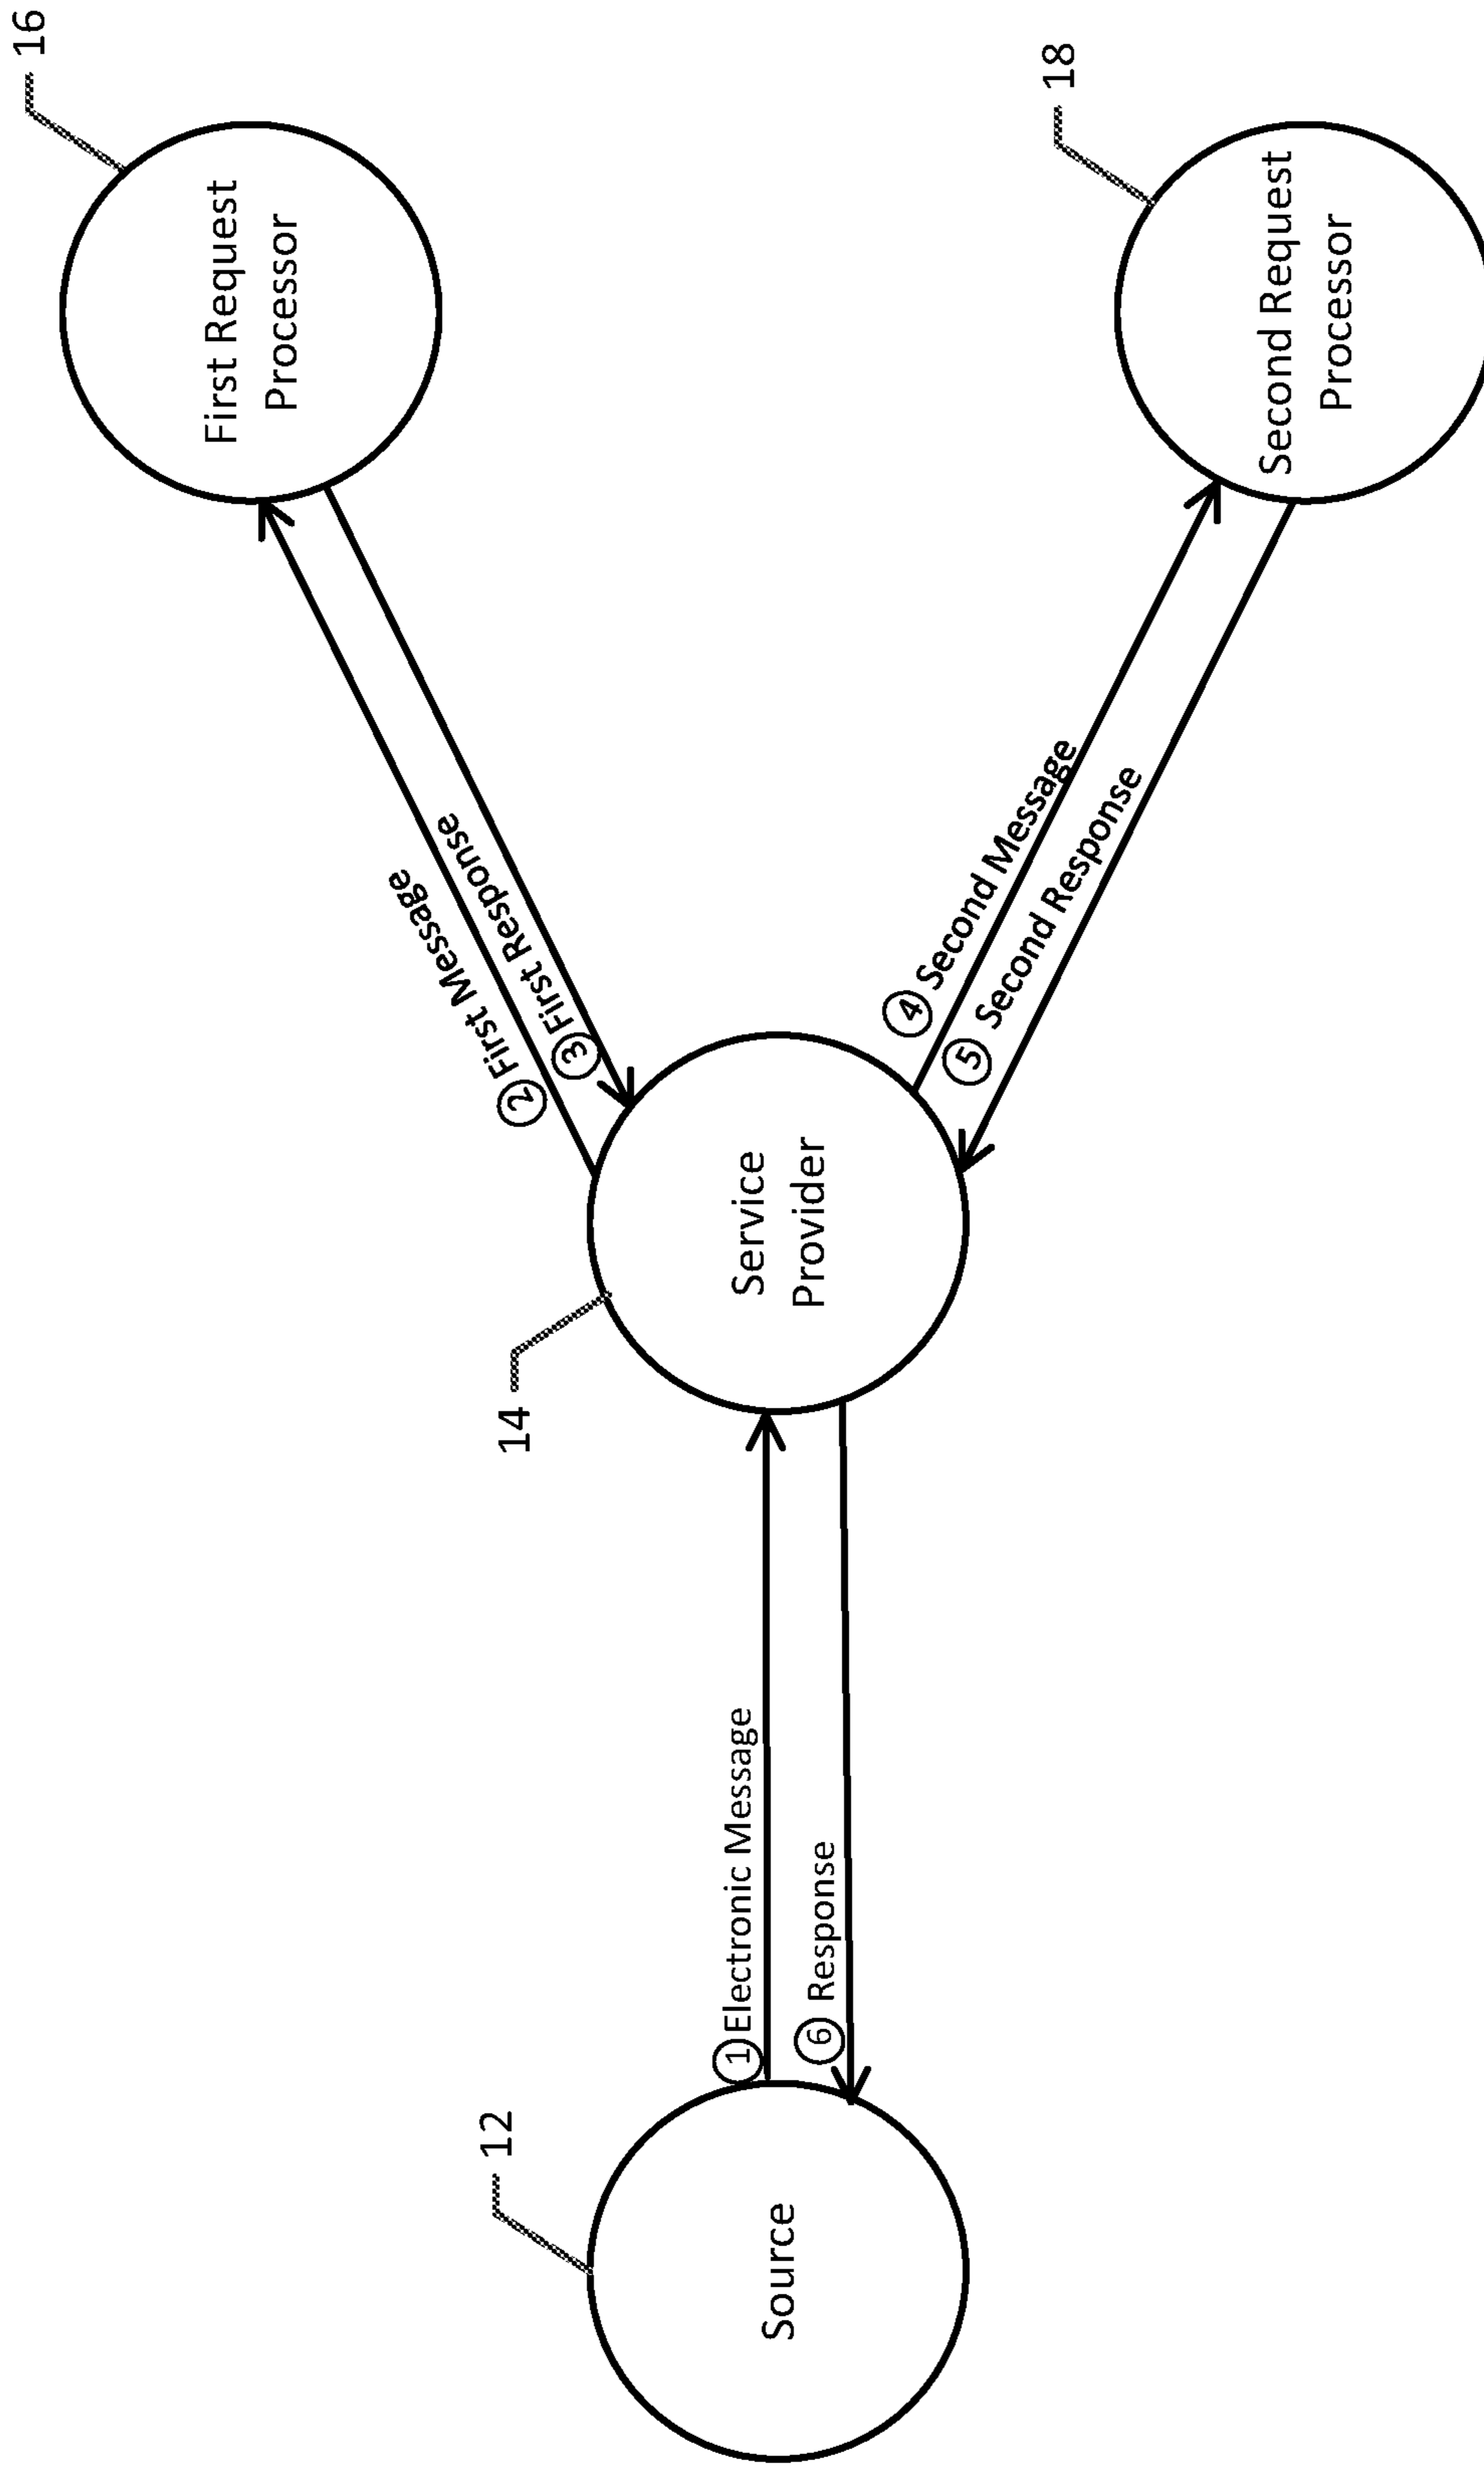 16
First Request
Processor
② First Message
③ First Response
14
Service
Provider
12
Source
① Electronic Message
⑥ Response
④ Second Message
⑤ Second Response
18
Second Request
Processor